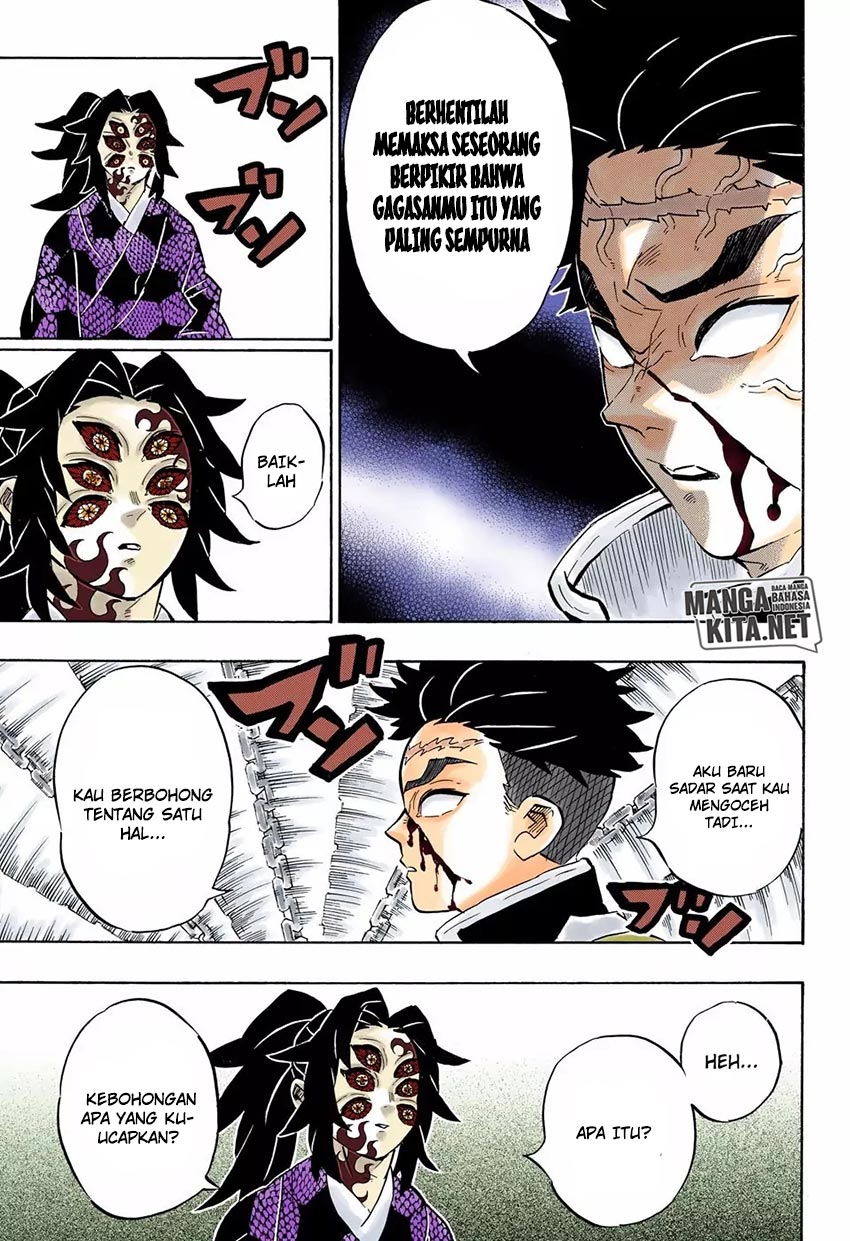 BERHENTILAH
MEMAKSA SESEORANG
BERPIKIR BAHWA
GAGASANMU ITU YANG
PALING SEMPURNA
ブン
ブン
BAIK-
LAH
MANGA
KITA.NET
BACA MANGA
BAHASA
INDONESIA
AKU BARU
SADAR SAAT KAU
MENGOCEH
TADI...
ブン
ブン
KAU BERBOHONG
TENTANG SATU
HAL...
HEH...
APA ITU?
KEBOHONGAN
APA YANG KU-
UCAPKAN?